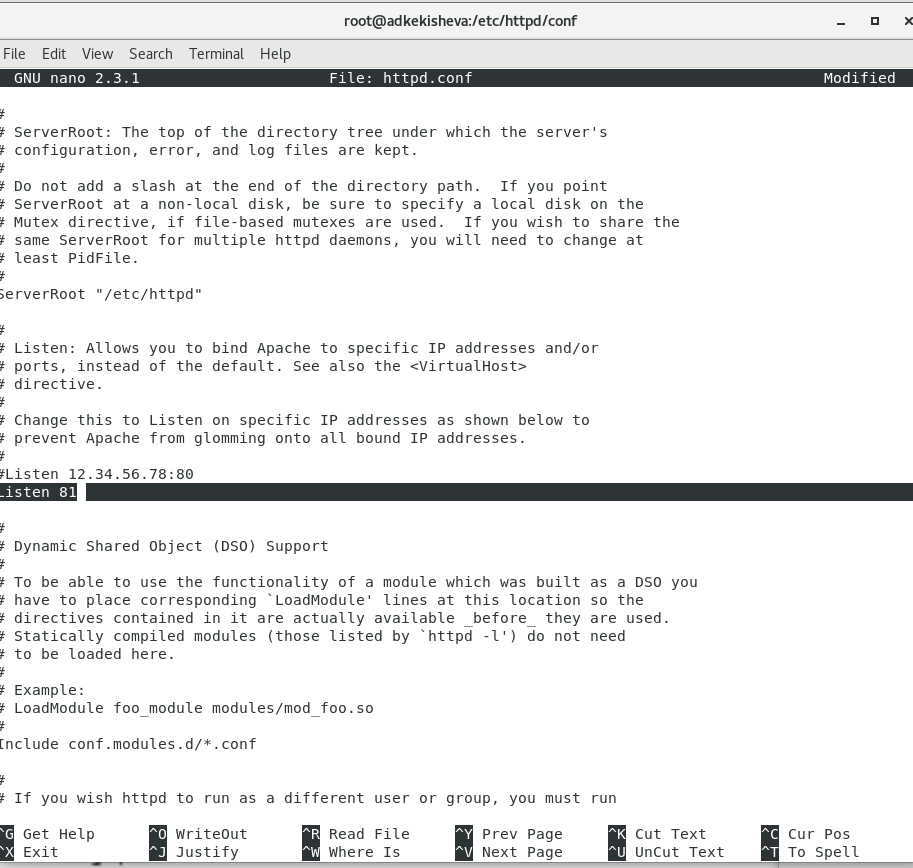 root@adkekisheva:/etc/httpd/conf
File Edit View Search Terminal Help
GNU nano 2.3.1 File: httpd.conf Modified
#
# ServerRoot: The top of the directory tree under which the server's
# configuration, error, and log files are kept.
#
# Do not add a slash at the end of the directory path.  If you point
# ServerRoot at a non-local disk, be sure to specify a local disk on the
# Mutex directive, if file-based mutexes are used.  If you wish to share the
# same ServerRoot for multiple httpd daemons, you will need to change at
# least PidFile.
#
ServerRoot "/etc/httpd"
#
# Listen: Allows you to bind Apache to specific IP addresses and/or
# ports, instead of the default. See also the <VirtualHost>
# directive.
#
# Change this to Listen on specific IP addresses as shown below to
# prevent Apache from glomming onto all bound IP addresses.
#
#Listen 12.34.56.78:80
Listen 81
#
# Dynamic Shared Object (DSO) Support
#
# To be able to use the functionality of a module which was built as a DSO you
# have to place corresponding `LoadModule' lines at this location so the
# directives contained in it are actually available _before_ they are used.
# Statically compiled modules (those listed by `httpd -l') do not need
# to be loaded here.
#
# Example:
# LoadModule foo_module modules/mod_foo.so
#
Include conf.modules.d/*.conf
#
# If you wish httpd to run as a different user or group, you must run
^G Get Help ^O WriteOut ^R Read File ^Y Prev Page ^K Cut Text ^C Cur Pos
^X Exit ^J Justify ^W Where Is ^V Next Page ^U UnCut Text ^T To Spell